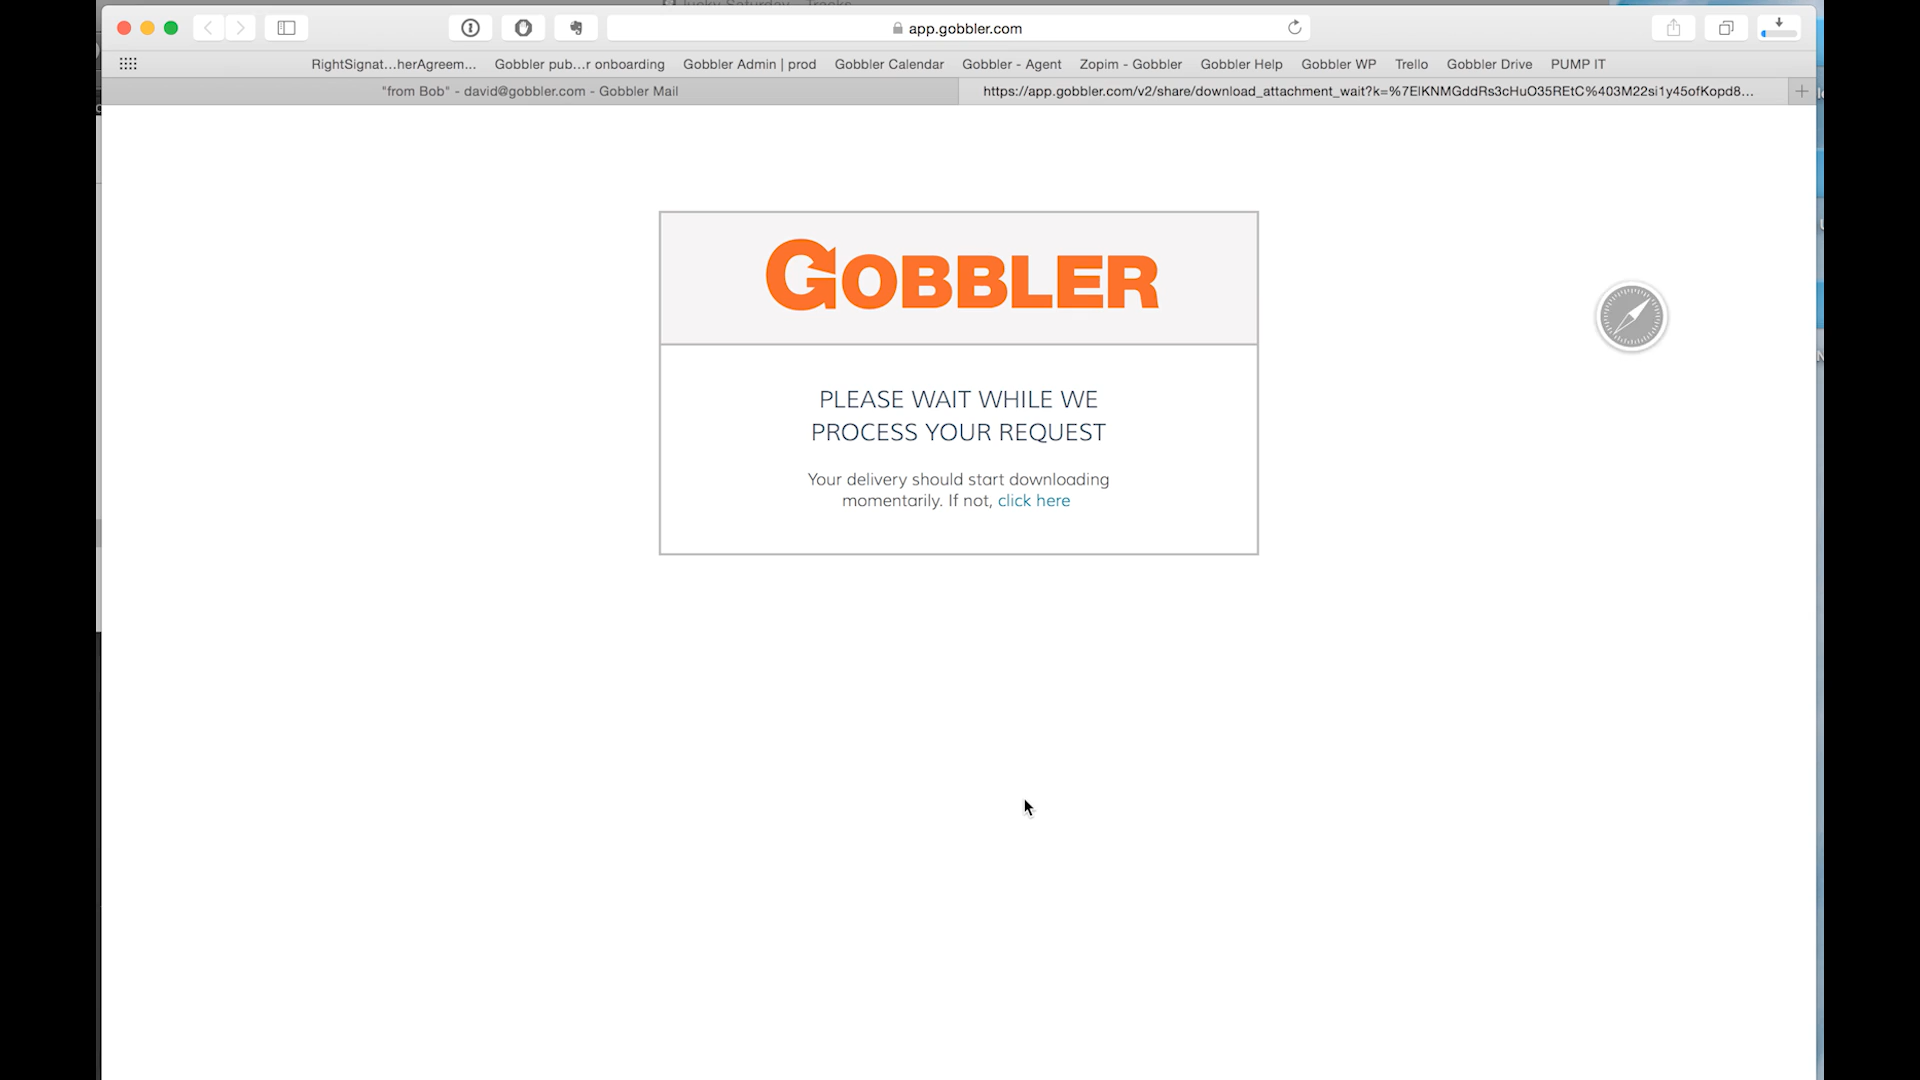 app.gobbler.com
RightSignat...herAgreem... Gobbler pub...r onboarding Gobbler Admin | prod Gobbler Calendar Gobbler - Agent Zopim - Gobbler Gobbler Help Gobbler WP Trello Gobbler Drive PUMP IT
"from Bob" - david@gobbler.com - Gobbler Mail
https://app.gobbler.com/v2/share/download_attachment_wait?k=%7ElKNMGddRs3cHuO35REtC%403M22si1y45ofKopd8...
GOBBLER
PLEASE WAIT WHILE WE
PROCESS YOUR REQUEST
Your delivery should start downloading
momentarily. If not, click here